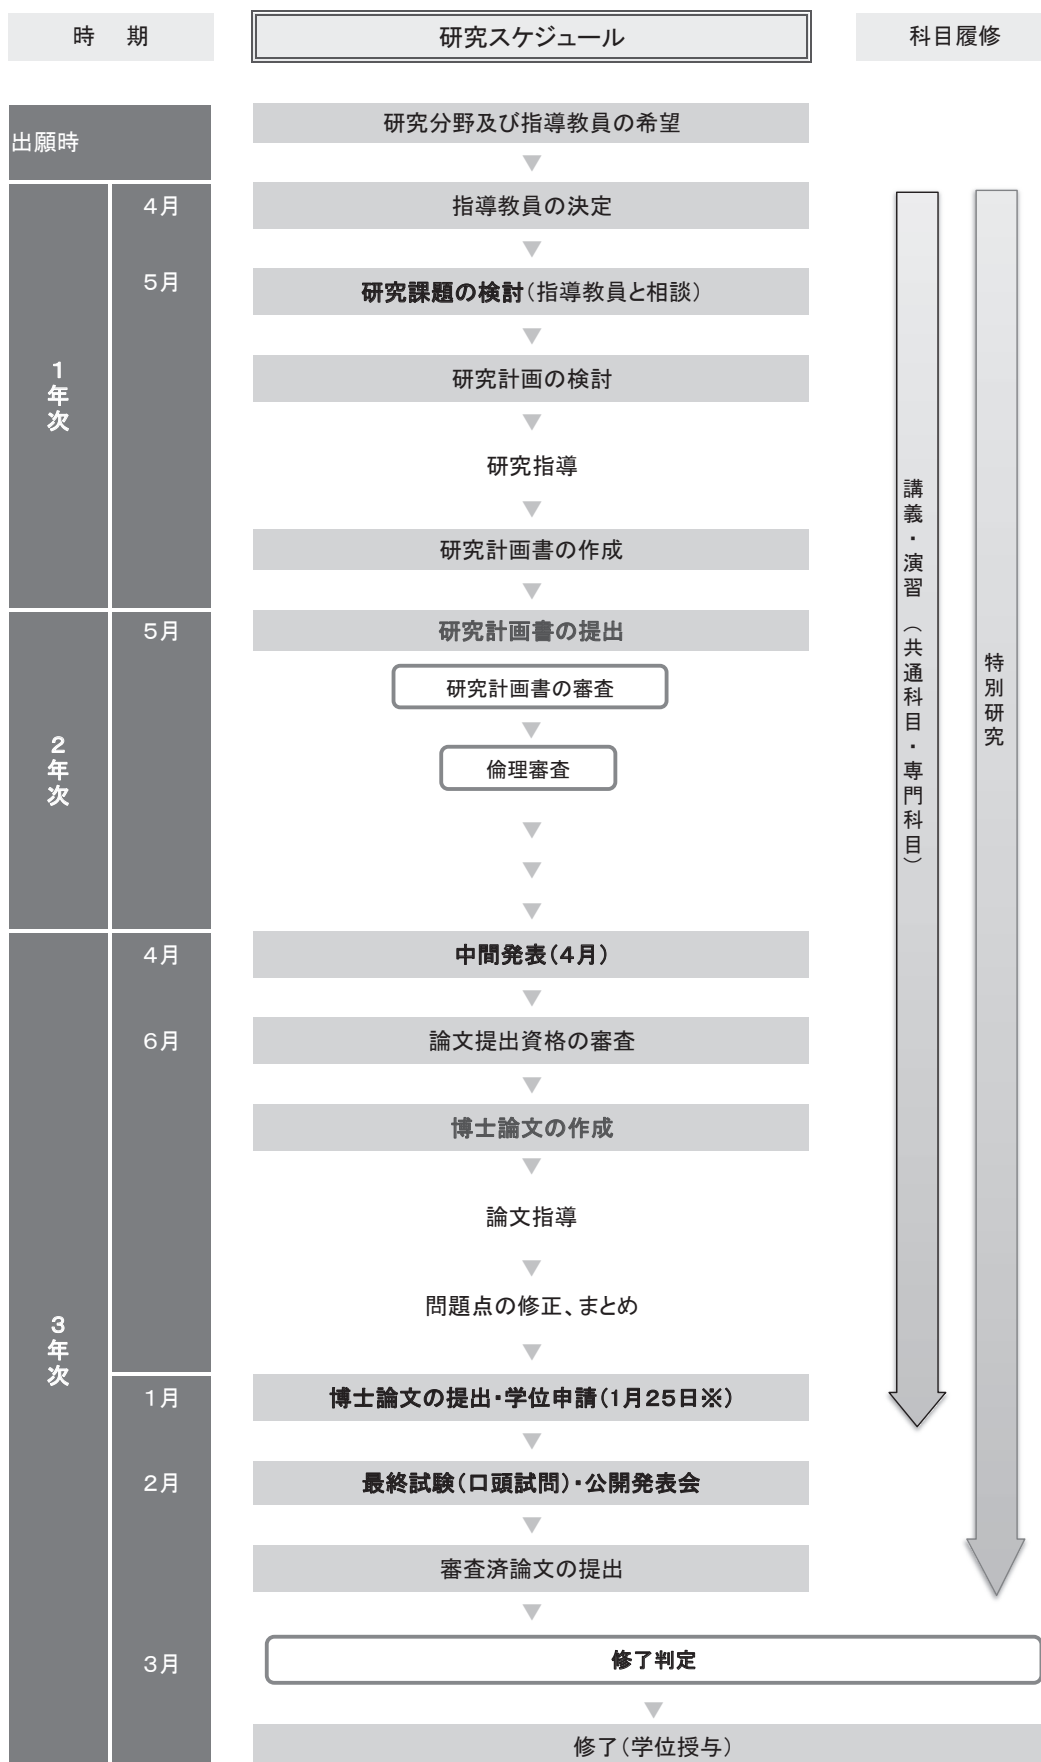 時 期
研究スケジュール
科目履修
出願時
研究分野及び指導教員の希望
1年次
4月
指導教員の決定
5月
研究課題の検討(指導教員と相談)
研究計画の検討
研究指導
研究計画書の作成
2年次
5月
研究計画書の提出
研究計画書の審査
倫理審査
3年次
4月
中間発表(4月)
6月
論文提出資格の審査
博士論文の作成
論文指導
問題点の修正、まとめ
1月
博士論文の提出・学位申請(1月25日※)
2月
最終試験(口頭試問)・公開発表会
審査済論文の提出
3月
修了判定
修了(学位授与)
講義・演習 (共通科目・専門科目)
特別研究